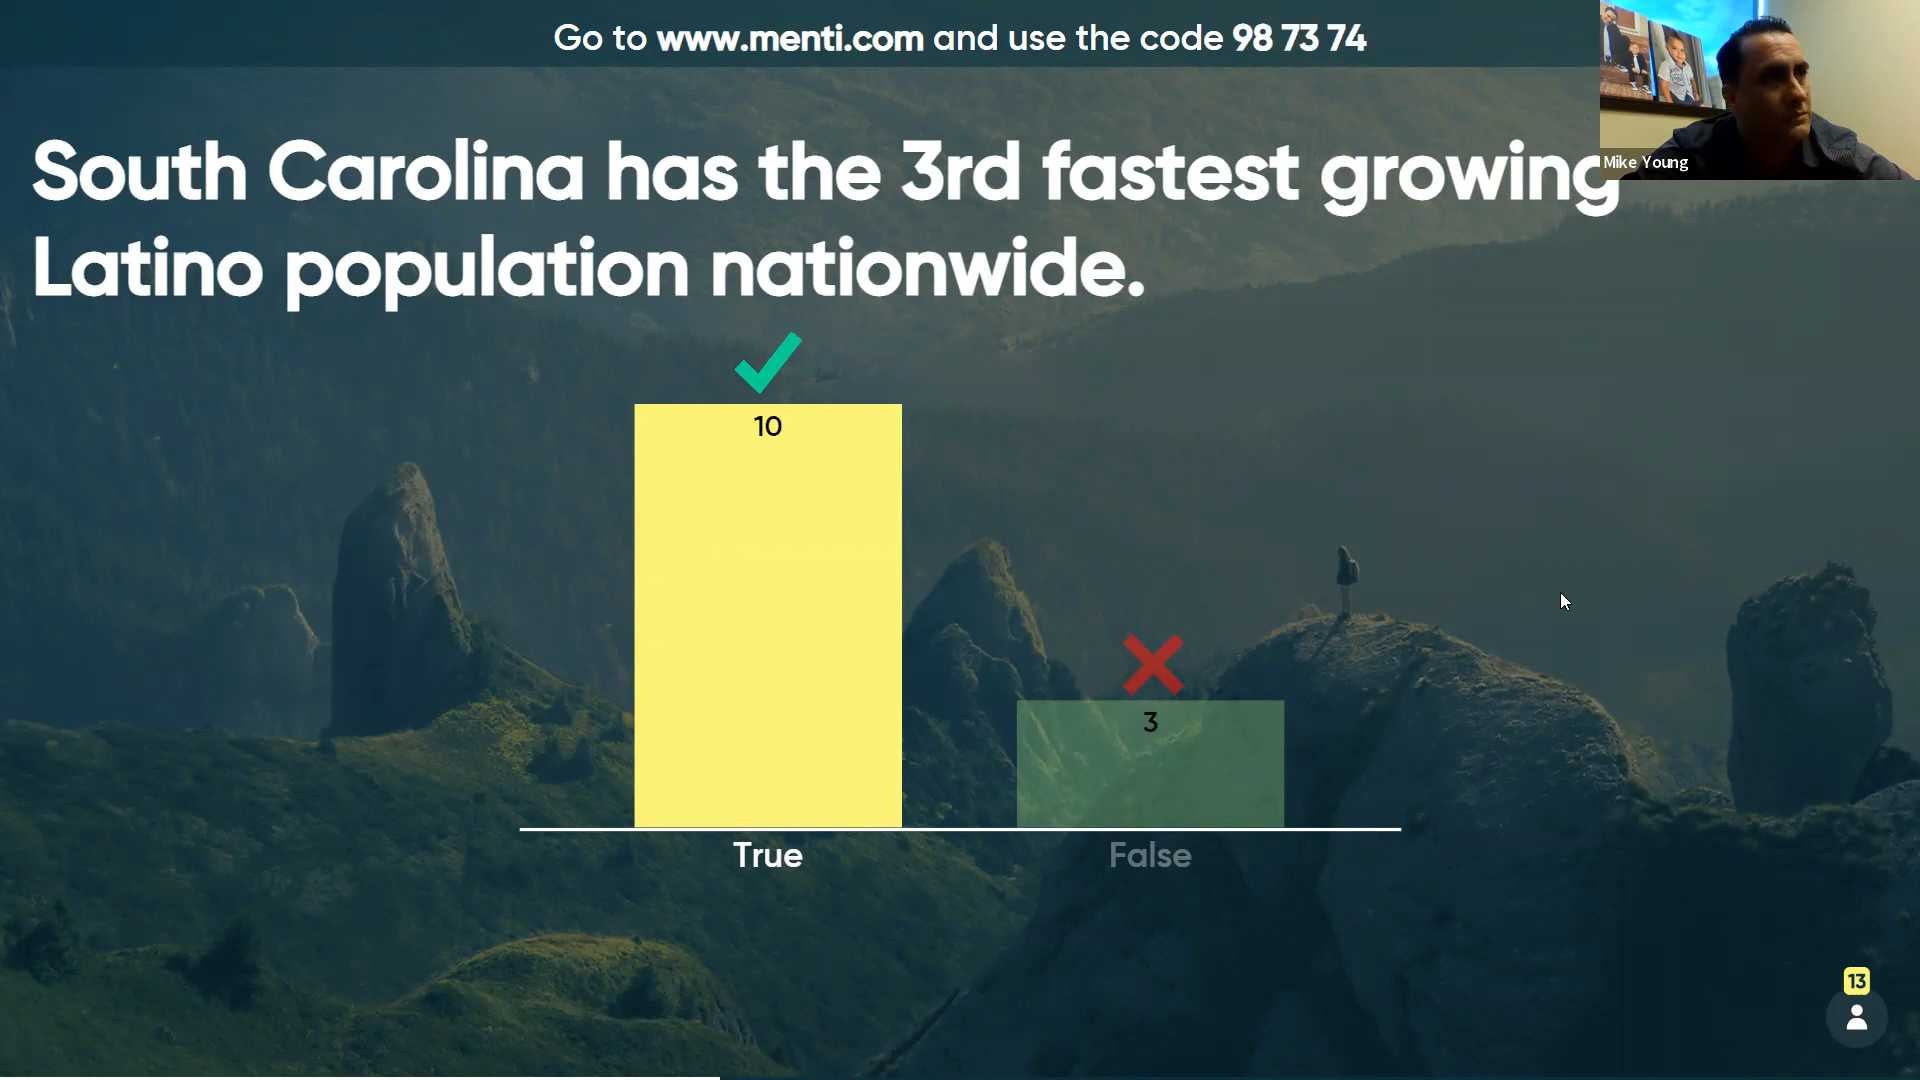 Go to www.menti.com and use the code 98 73 74
South Carolina has the 3rd fastest growing
Latino population nationwide.
Mike Young
10
3
True
False
13